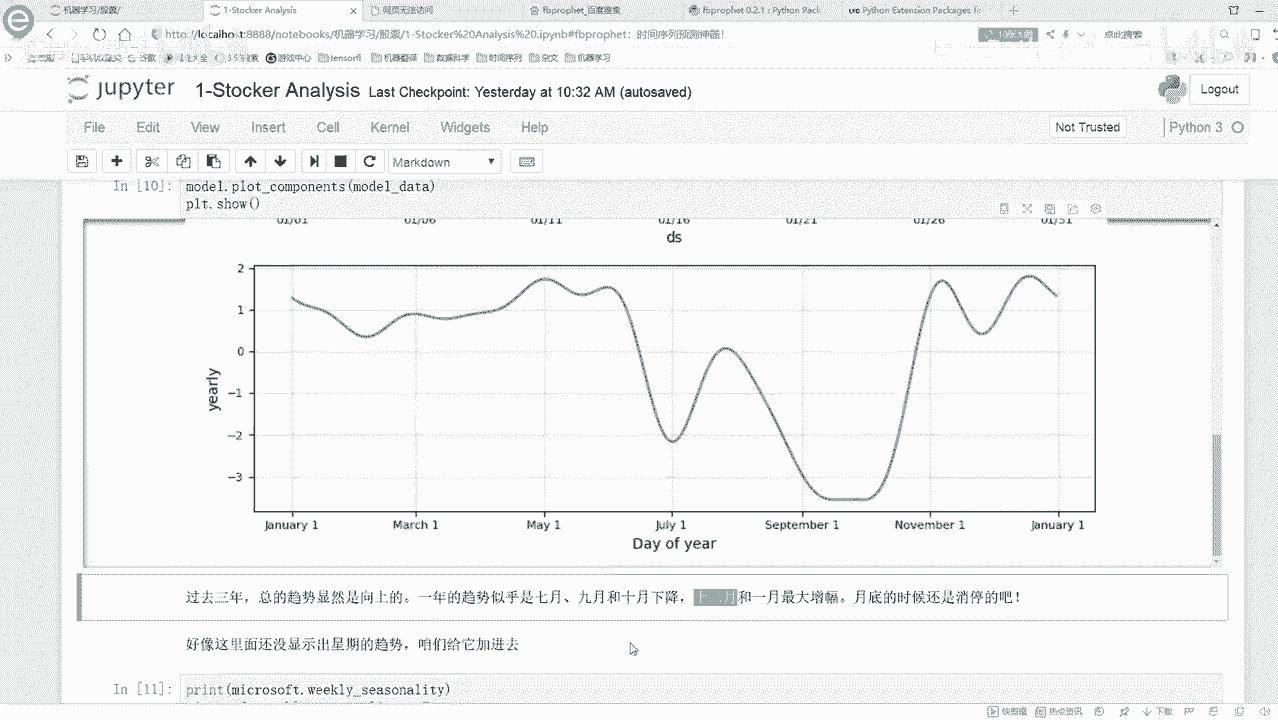 机器学习/股票/
1-Stocker Analysis
网页无法访问
fbprophet_百度搜索
fbprophet 0.2.1 : Python Pack
Python Extension Packages fo
http://localhost:8888/notebooks/机器学习/股票/1-Stocker%20Analysis%20.ipynb#fbprophet：时间序列预测神器！
点此搜索
游戏中心
tensorfl
机器翻译
数据科学
时间序列
杂文
机器学习
jupyter
1-Stocker Analysis
Last Checkpoint: Yesterday at 10:32 AM (autosaved)
Logout
File Edit View Insert Cell Kernel Widgets Help
Not Trusted
Python 3
Markdown
In [10]:
model.plot_components(model_data)
plt.show()
01/01 01/06 01/11 01/16 01/21 01/26 01/31
ds
2
1
0
−1
−2
−3
yearly
January 1 March 1 May 1 July 1 September 1 November 1 January 1
Day of year
过去三年，总的趋势显然是向上的。一年的趋势似乎是七月、九月和十月下降，十二月和一月最大增幅。月底的时候还是消停的吧！
好像这里面还没显示出星期的趋势，咱们给它加进去
In [11]:
print(microsoft.weekly_seasonality)
快剪辑
热点资讯
下载